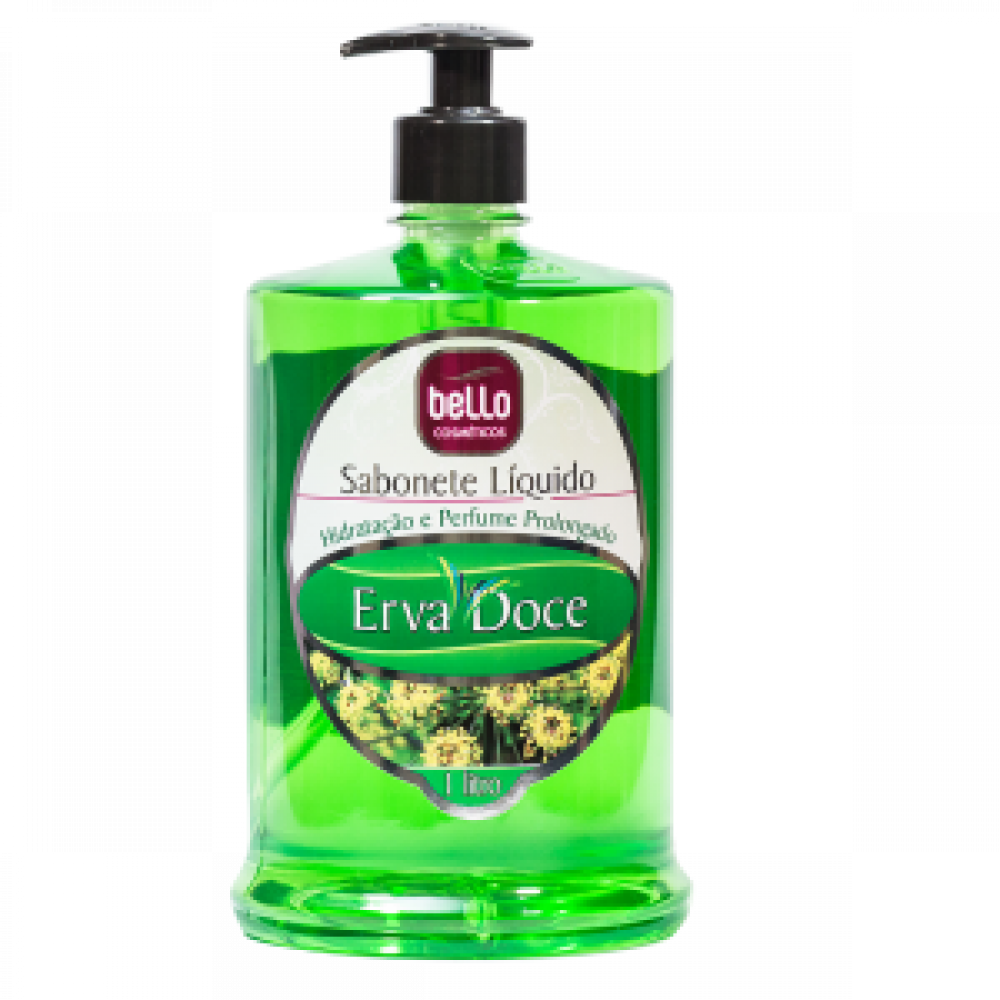 bello
COSMÉTICOS
Sabonete Líquido
Hidratação e Perfume Prolongado
Erva Doce
1 litro